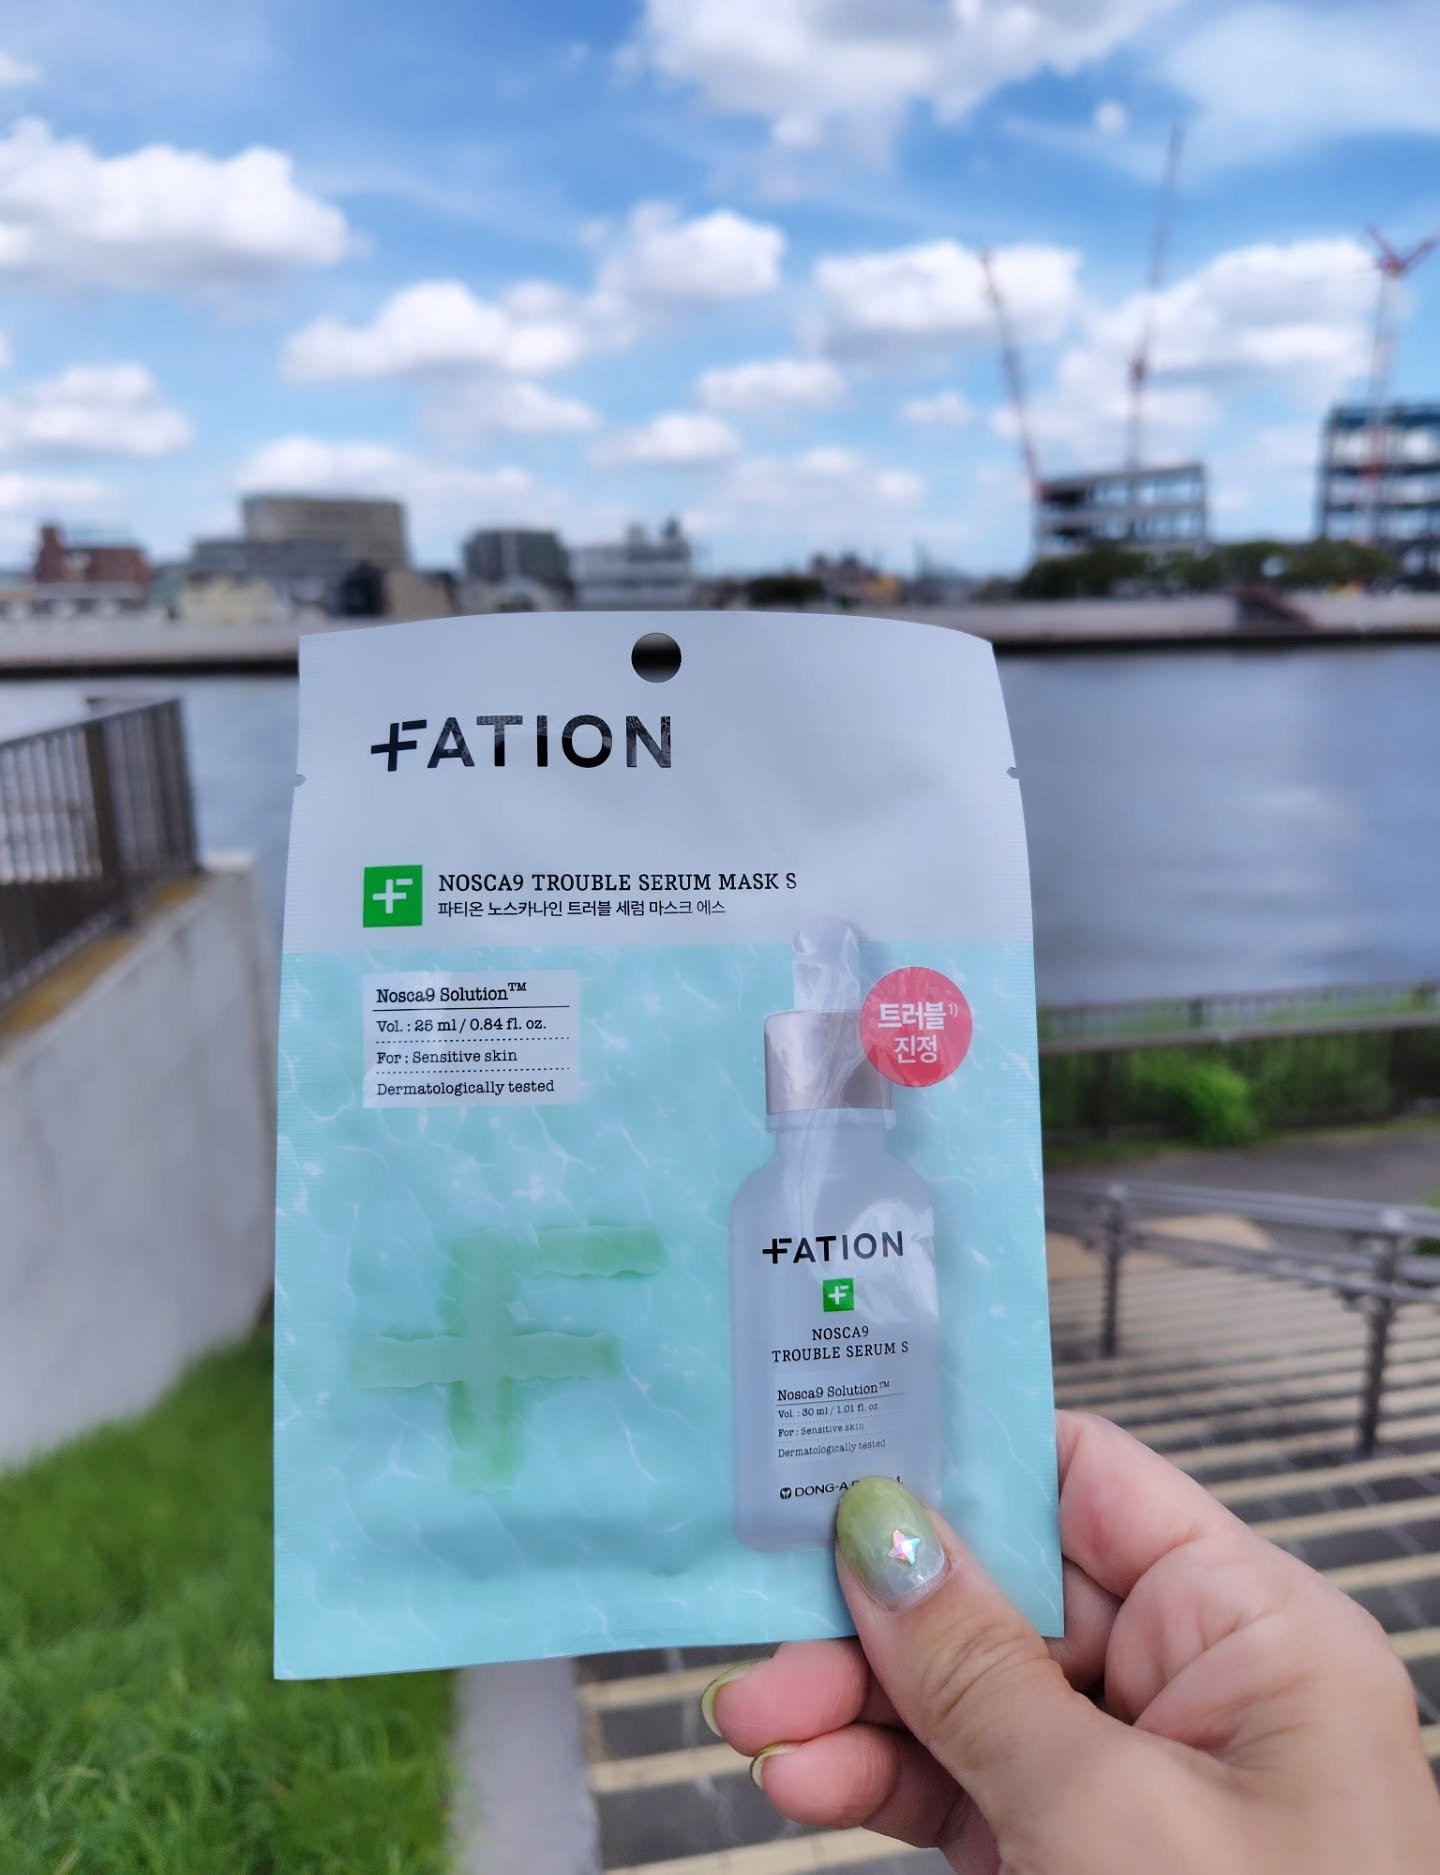 FATION
NOSCA9 TROUBLE SERUM MASK S
파티온 노스카나인 트러블 세럼 마스크 에스
Nosca9 Solution™
Vol. : 25 ml / 0.84 fl. oz.
For : Sensitive skin
Dermatologically tested
트러블¹⁾
진정
FATION
NOSCA9
TROUBLE SERUM S
Nosca9 Solution™
Vol. : 30 ml / 1.01 fl. oz.
For : Sensitive skin
Dermatologically tested